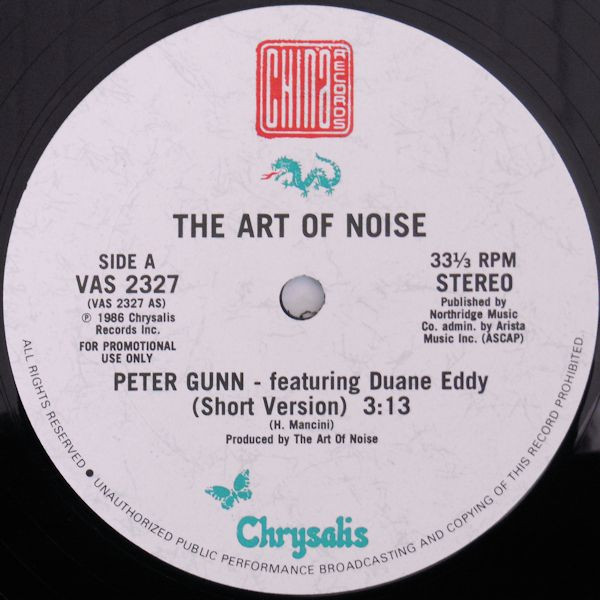 CHINA
RECORDS
THE ART OF NOISE
SIDE A
VAS 2327
(VAS 2327 AS)
℗ 1986 Chrysalis
Records Inc.
FOR PROMOTIONAL
USE ONLY
33⅓ RPM
STEREO
Published by
Northridge Music
Co. admin. by Arista
Music Inc. (ASCAP)
PETER GUNN - featuring Duane Eddy
(Short Version) 3:13
(H. Mancini)
Produced by The Art Of Noise
Chrysalis
ALL RIGHTS RESERVED ● UNAUTHORIZED PUBLIC PERFORMANCE BROADCASTING AND COPYING OF THIS RECORD PROHIBITED.